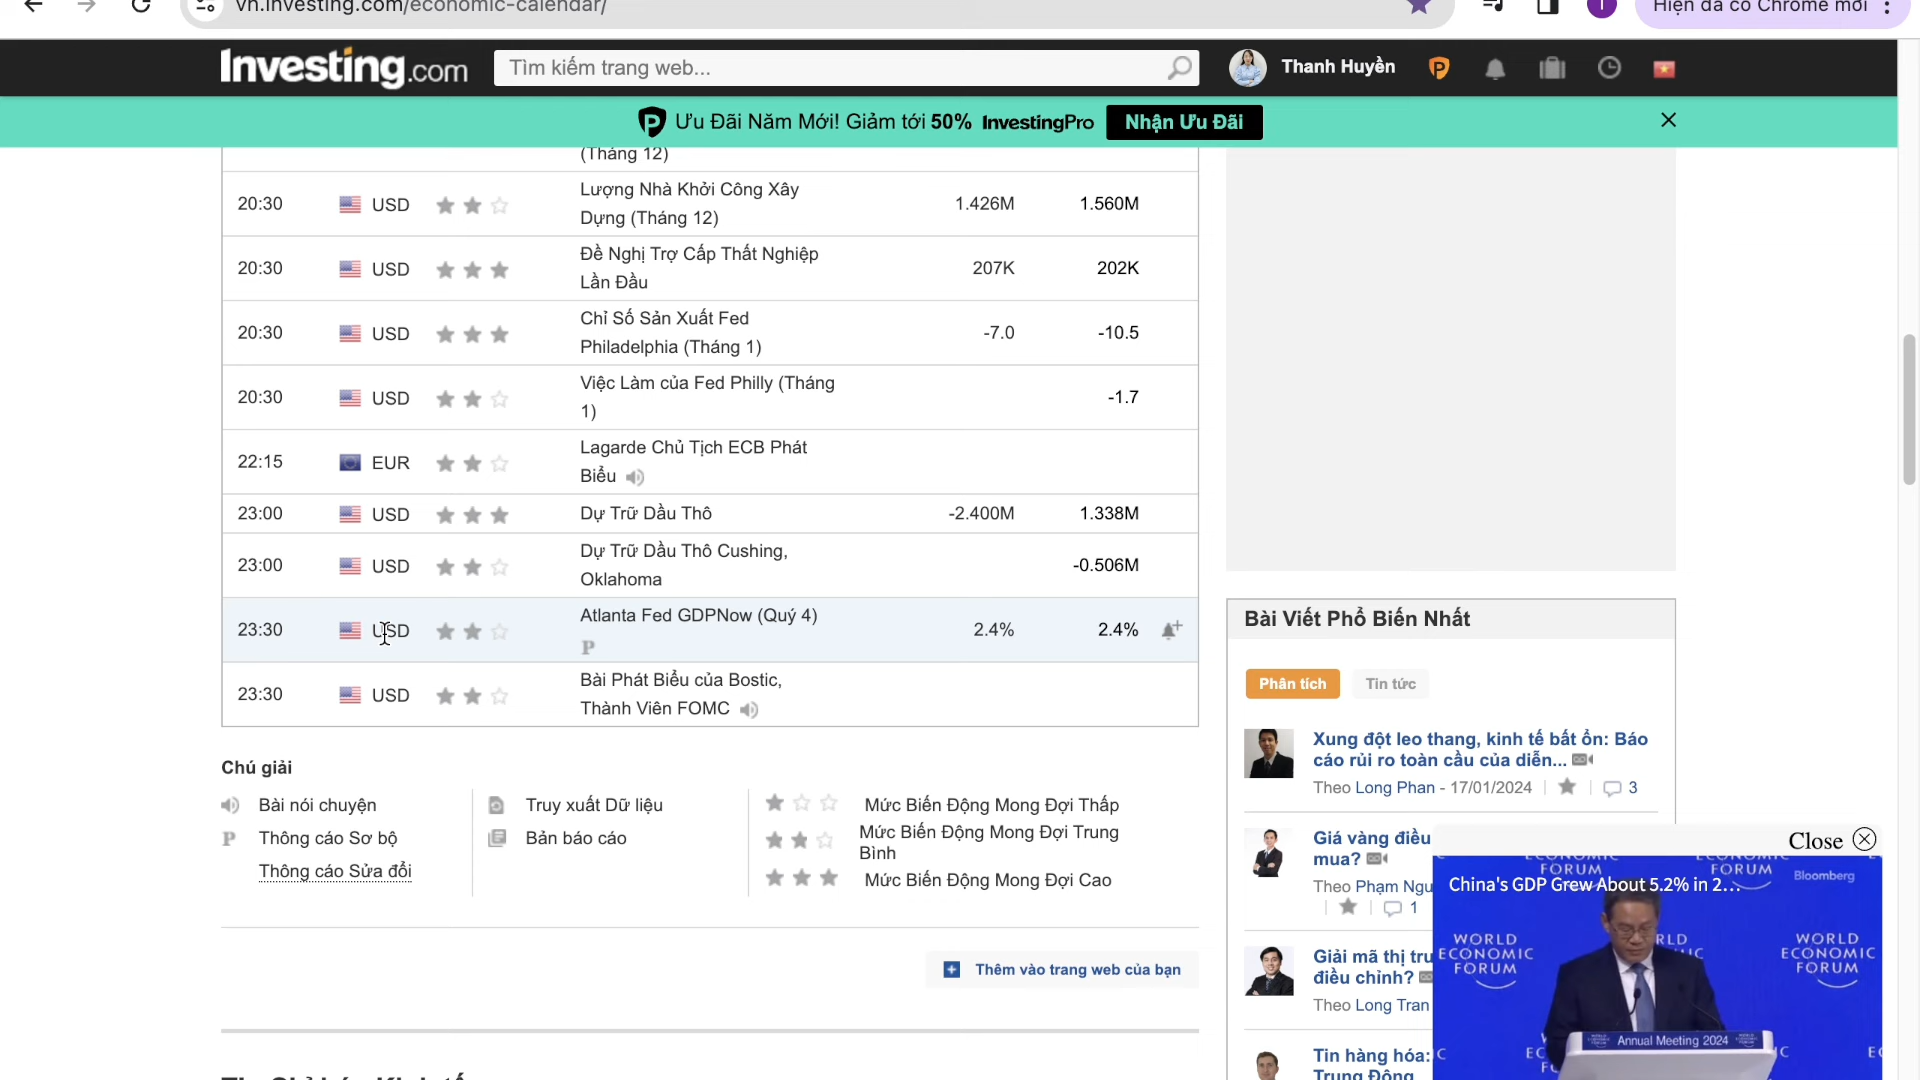 vn.investing.com/economic-calendar/
Hiện đã có Chrome mới
Investing.com
Tìm kiếm trang web...
Thanh Huyền
Ưu Đãi Năm Mới! Giảm tới 50% InvestingPro
Nhận Ưu Đãi
(Tháng 12)
20:30 USD Lượng Nhà Khởi Công Xây 1.426M 1.560M
Dựng (Tháng 12)
20:30 USD Đề Nghị Trợ Cấp Thất Nghiệp 207K 202K
Lần Đầu
20:30 USD Chỉ Số Sản Xuất Fed -7.0 -10.5
Philadelphia (Tháng 1)
20:30 USD Việc Làm của Fed Philly (Tháng -1.7
1)
22:15 EUR Lagarde Chủ Tịch ECB Phát
Biểu
23:00 USD Dự Trữ Dầu Thô -2.400M 1.338M
23:00 USD Dự Trữ Dầu Thô Cushing, -0.506M
Oklahoma
23:30 USD Atlanta Fed GDPNow (Quý 4) 2.4% 2.4%
P
23:30 USD Bài Phát Biểu của Bostic,
Thành Viên FOMC
Chú giải
Bài nói chuyện
P Thông cáo Sơ bộ
Thông cáo Sửa đổi
Truy xuất Dữ liệu
Bản báo cáo
Mức Biến Động Mong Đợi Thấp
Mức Biến Động Mong Đợi Trung
Bình
Mức Biến Động Mong Đợi Cao
Thêm vào trang web của bạn
Bài Viết Phổ Biến Nhất
Phân tích
Tin tức
Xung đột leo thang, kinh tế bất ổn: Báo
cáo rủi ro toàn cầu của diễn...
Theo Long Phan - 17/01/2024 3
Giá vàng điều
mua?
Theo Phạm Ngu
1
Giải mã thị trư
điều chỉnh?
Theo Long Tran
Tin hàng hóa:
Trung Đông
Close
China's GDP Grew About 5.2% in 2...
Bloomberg
WORLD
ECONOMIC
FORUM
WORLD
ECONOMIC
FORUM
Annual Meeting 2024